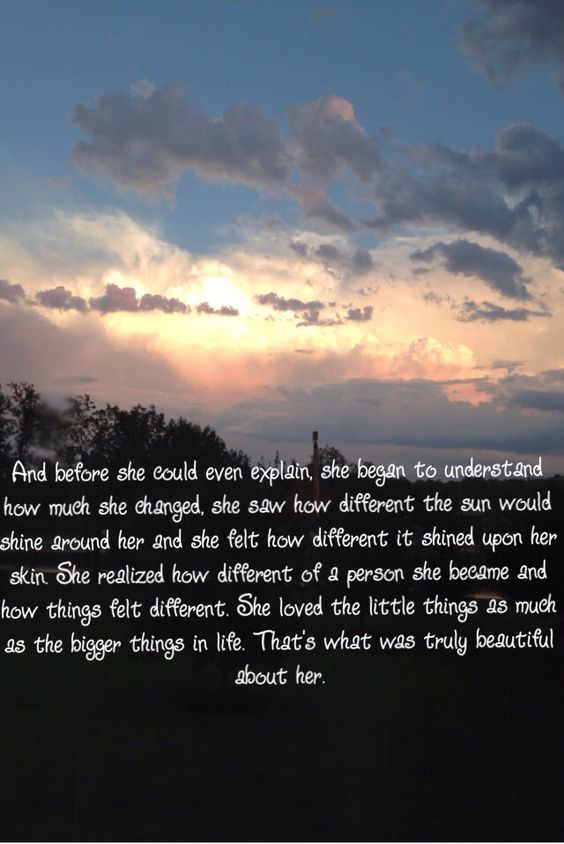 And before she could even explain, she began to understand
how much she changed, she saw how different the sun would
shine around her and she felt how different it shined upon her
skin. She realized how different of a person she became and
how things felt different. She loved the little things as much
as the bigger things in life. That's what was truly beautiful
about her.